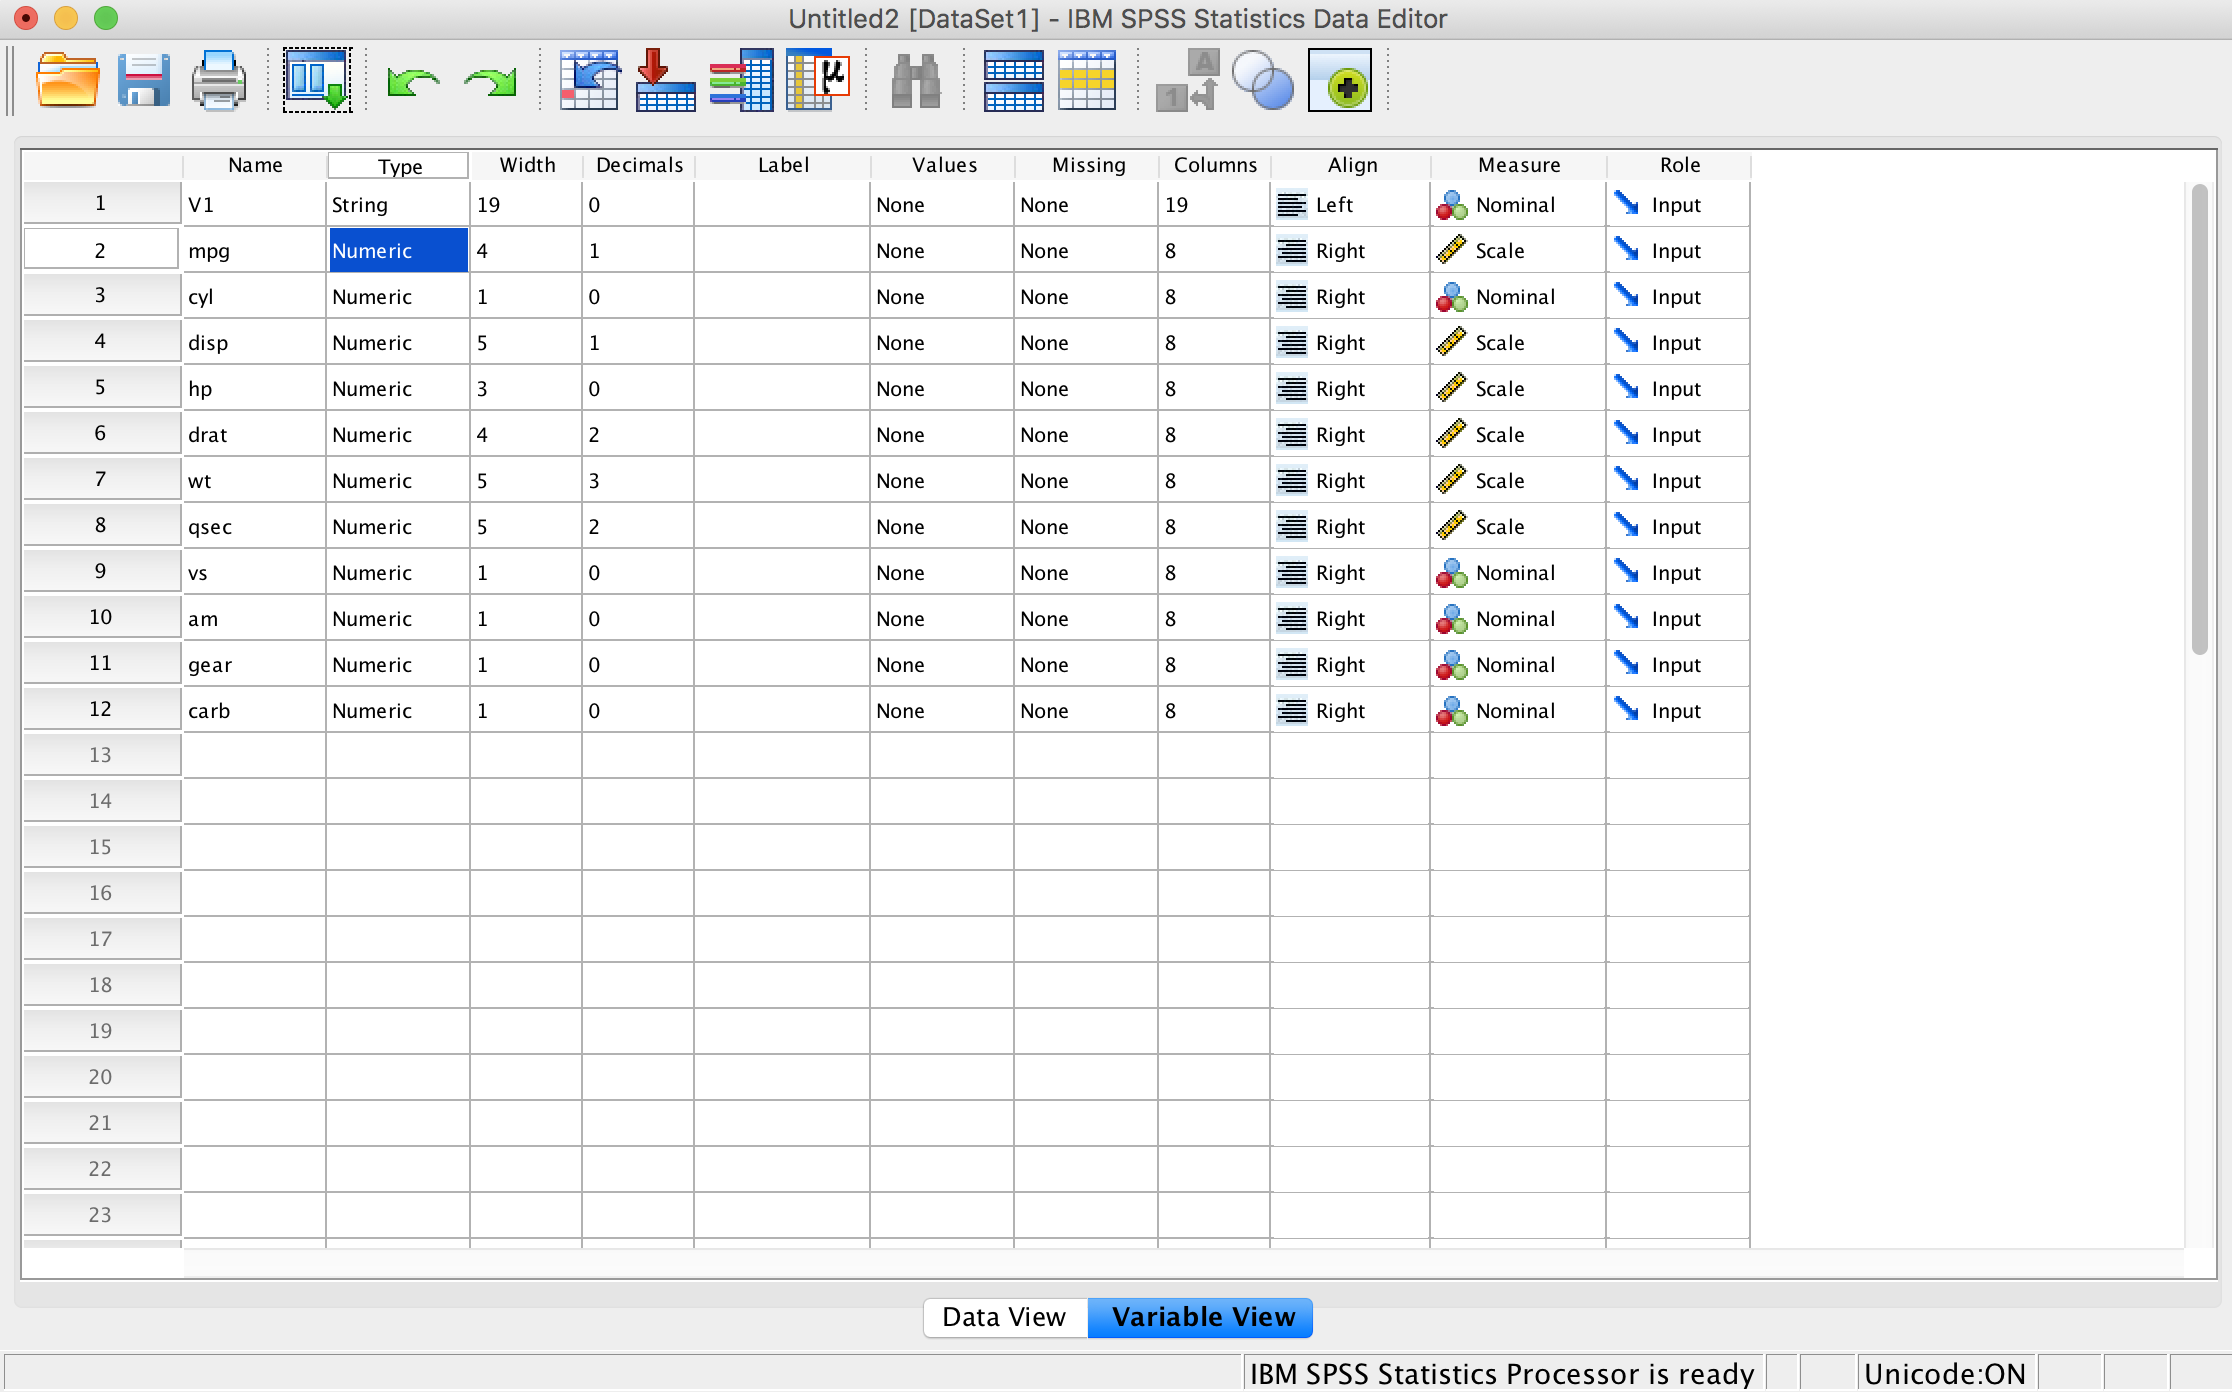 Untitled2 [DataSet1] - IBM SPSS Statistics Data Editor
μ A 1
Name Type Width Decimals Label Values Missing Columns Align Measure Role
1 V1 String 19 0 None None 19 Left Nominal Input
2 mpg Numeric 4 1 None None 8 Right Scale Input
3 cyl Numeric 1 0 None None 8 Right Nominal Input
4 disp Numeric 5 1 None None 8 Right Scale Input
5 hp Numeric 3 0 None None 8 Right Scale Input
6 drat Numeric 4 2 None None 8 Right Scale Input
7 wt Numeric 5 3 None None 8 Right Scale Input
8 qsec Numeric 5 2 None None 8 Right Scale Input
9 vs Numeric 1 0 None None 8 Right Nominal Input
10 am Numeric 1 0 None None 8 Right Nominal Input
11 gear Numeric 1 0 None None 8 Right Nominal Input
12 carb Numeric 1 0 None None 8 Right Nominal Input
13
14
15
16
17
18
19
20
21
22
23
Data View Variable View
IBM SPSS Statistics Processor is ready Unicode:ON